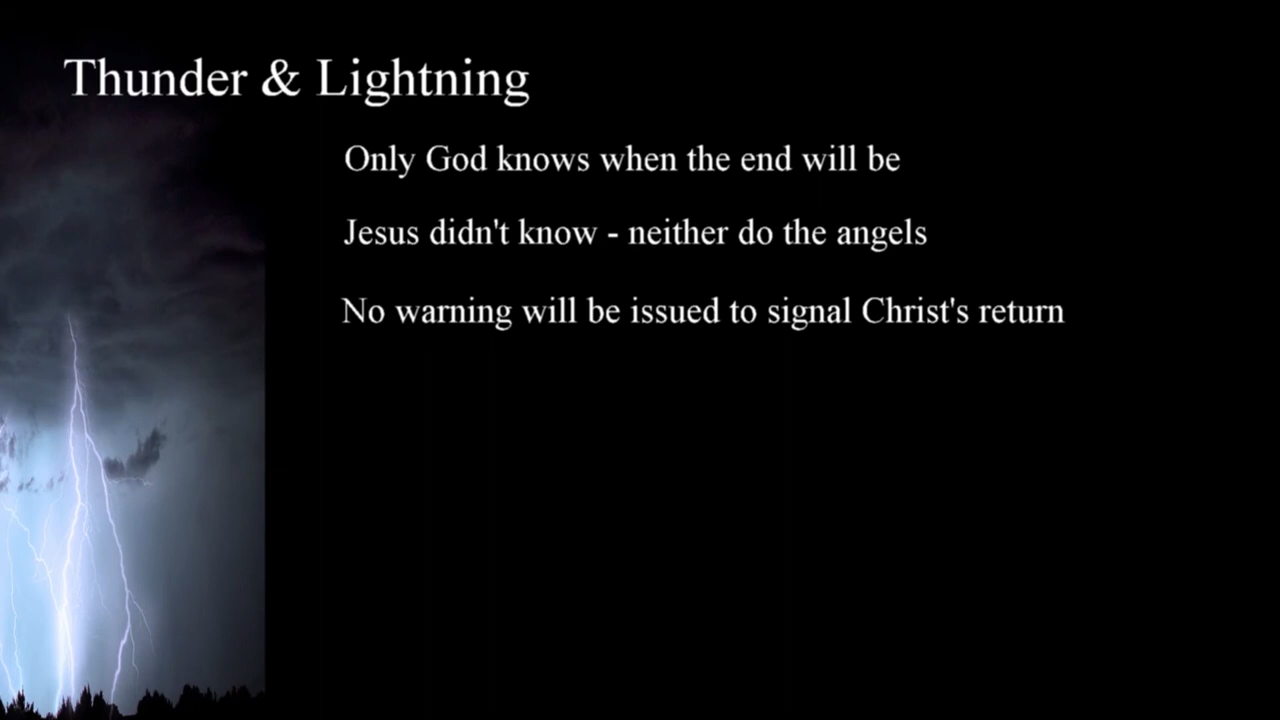 Thunder & Lightning
Only God knows when the end will be
Jesus didn't know - neither do the angels
No warning will be issued to signal Christ's return